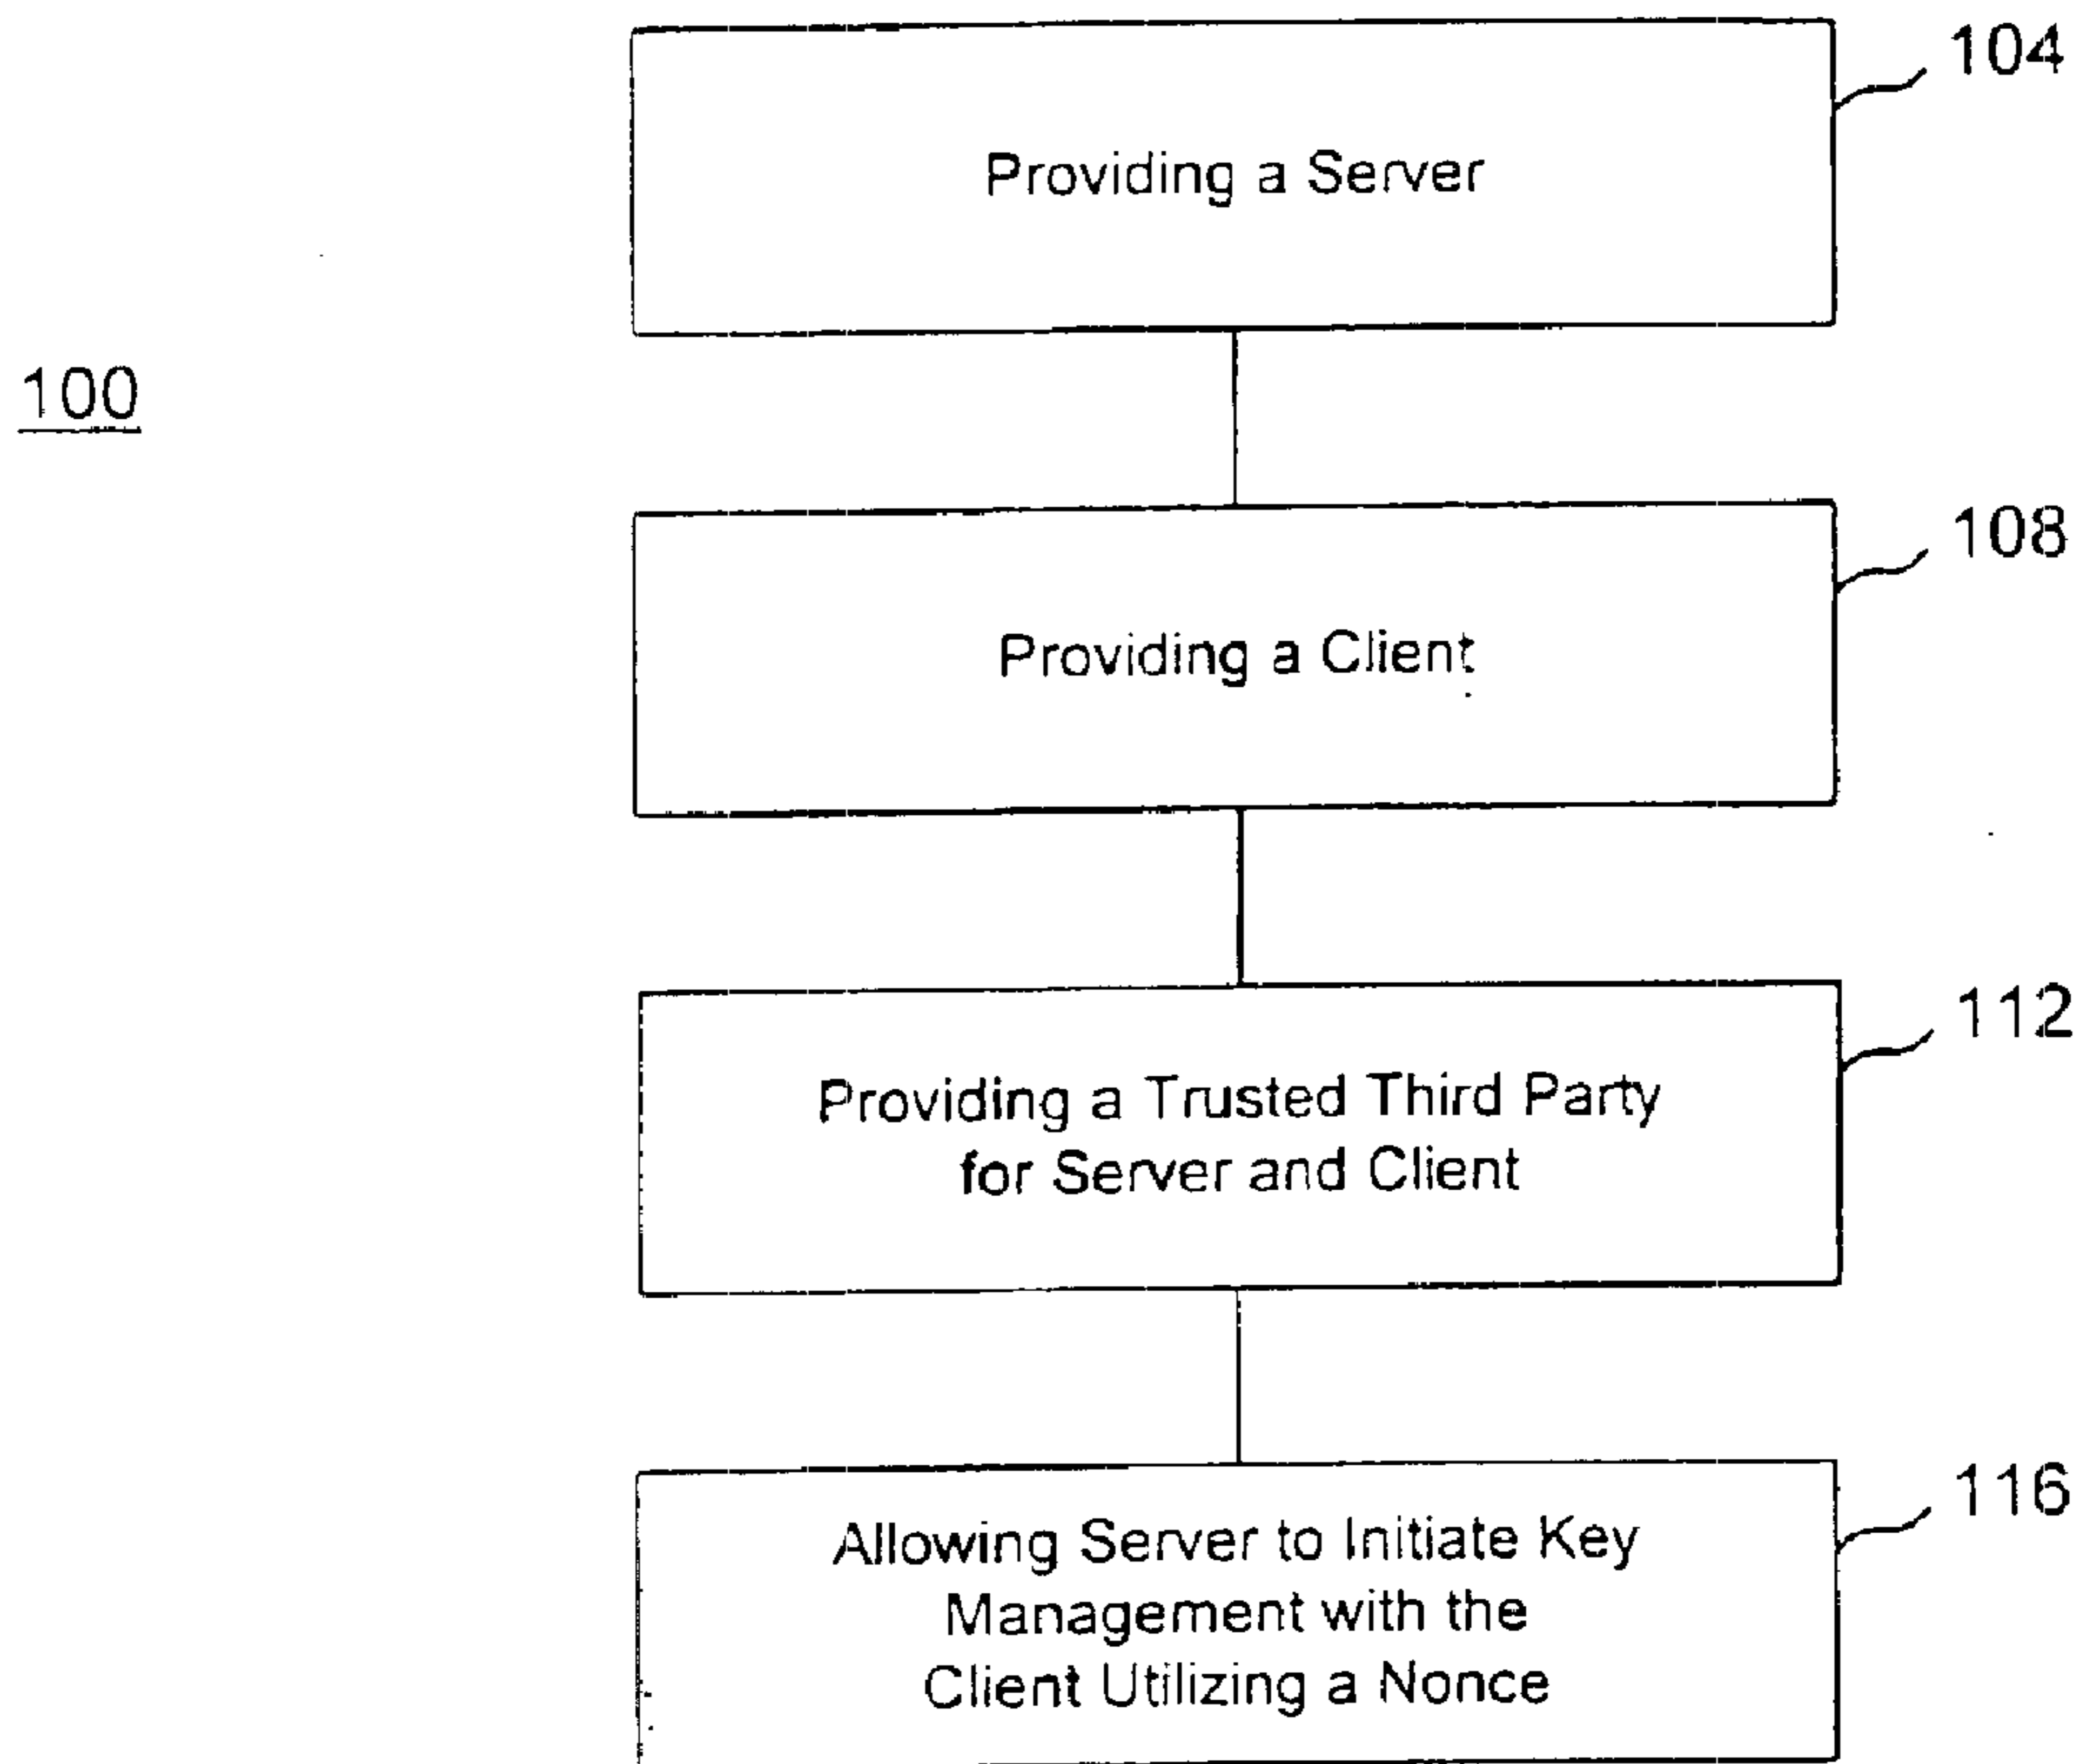 104
Providing a Server
100
108
Providing a Client
112
Providing a Trusted Third Party
for Server and Client
116
Allowing Server to Initiate Key
Management with the
Client Utilizing a Nonce